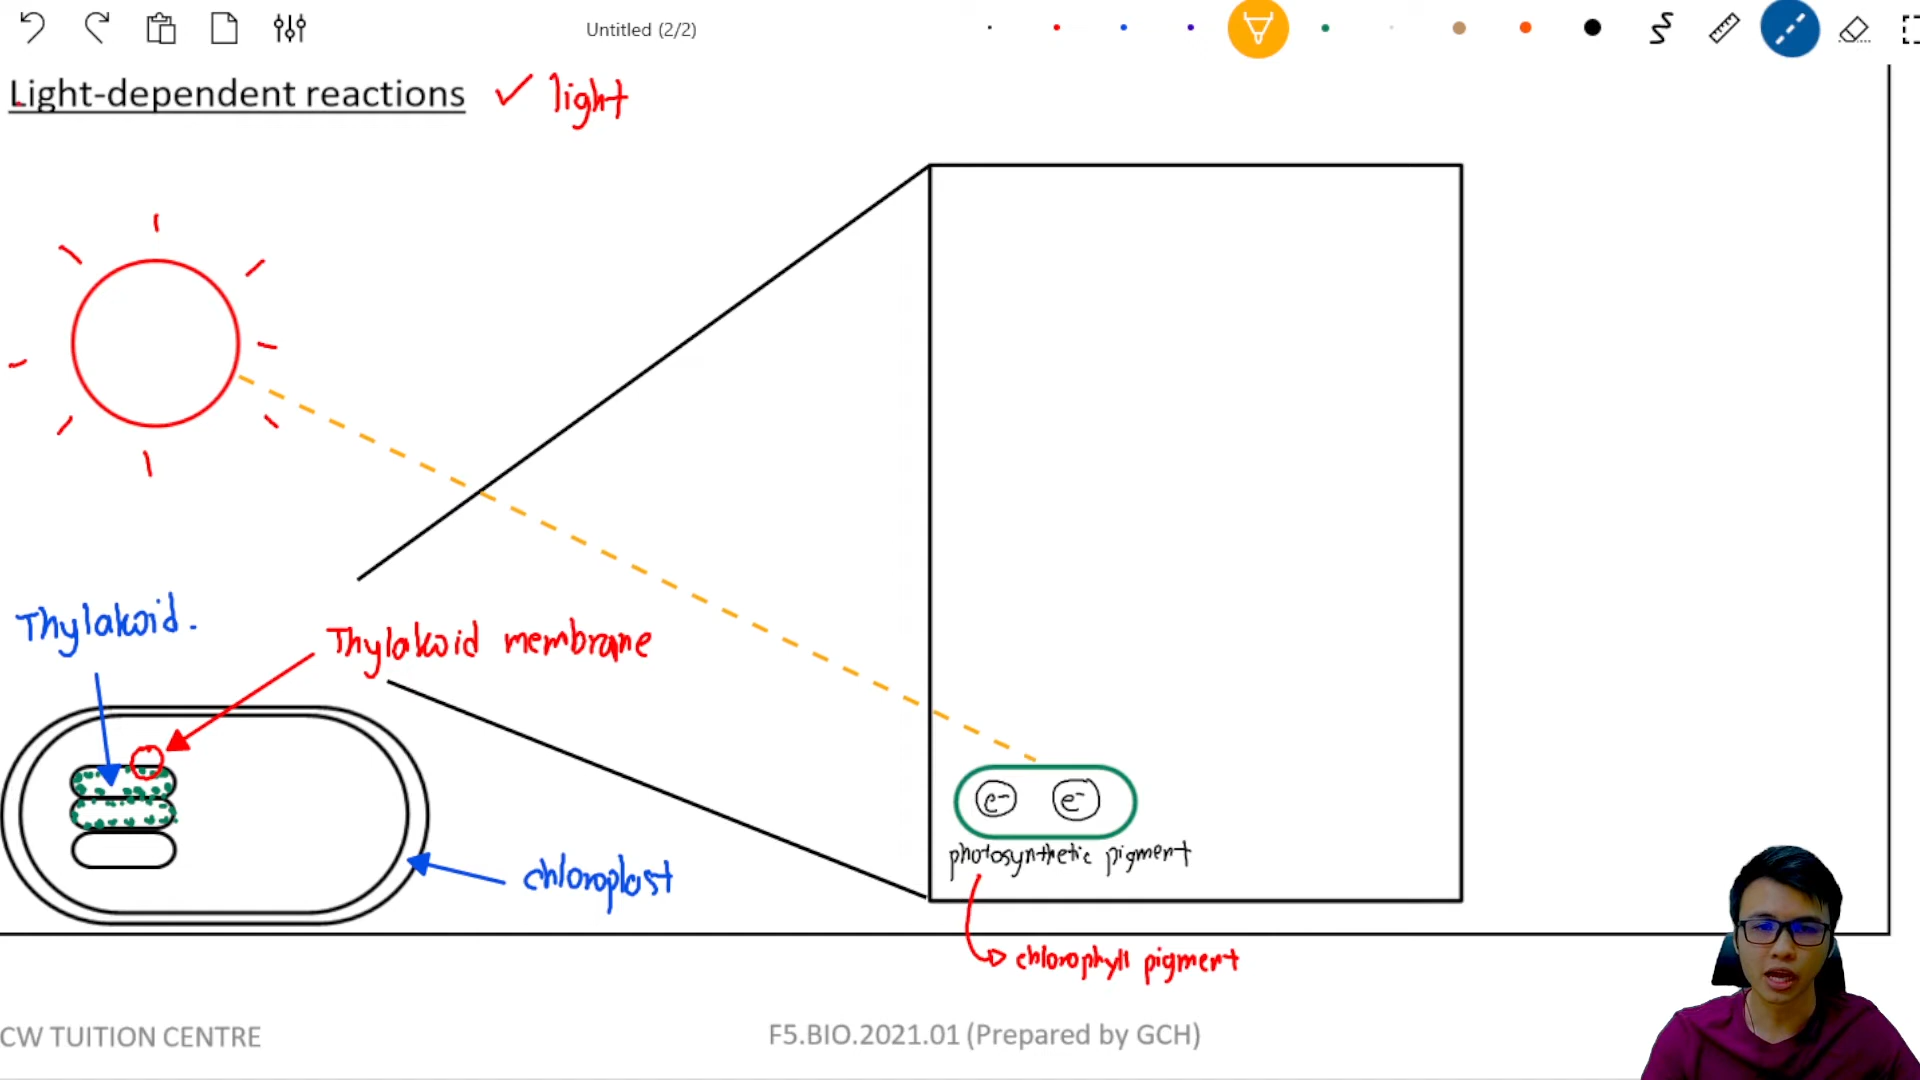 Untitled (2/2)
Light-dependent reactions ✓ light
Thylakoid.
Thylakoid membrane
chloroplast
e- e-
photosynthetic pigment
chlorophyll pigment
CW TUITION CENTRE
F5.BIO.2021.01 (Prepared by GCH)